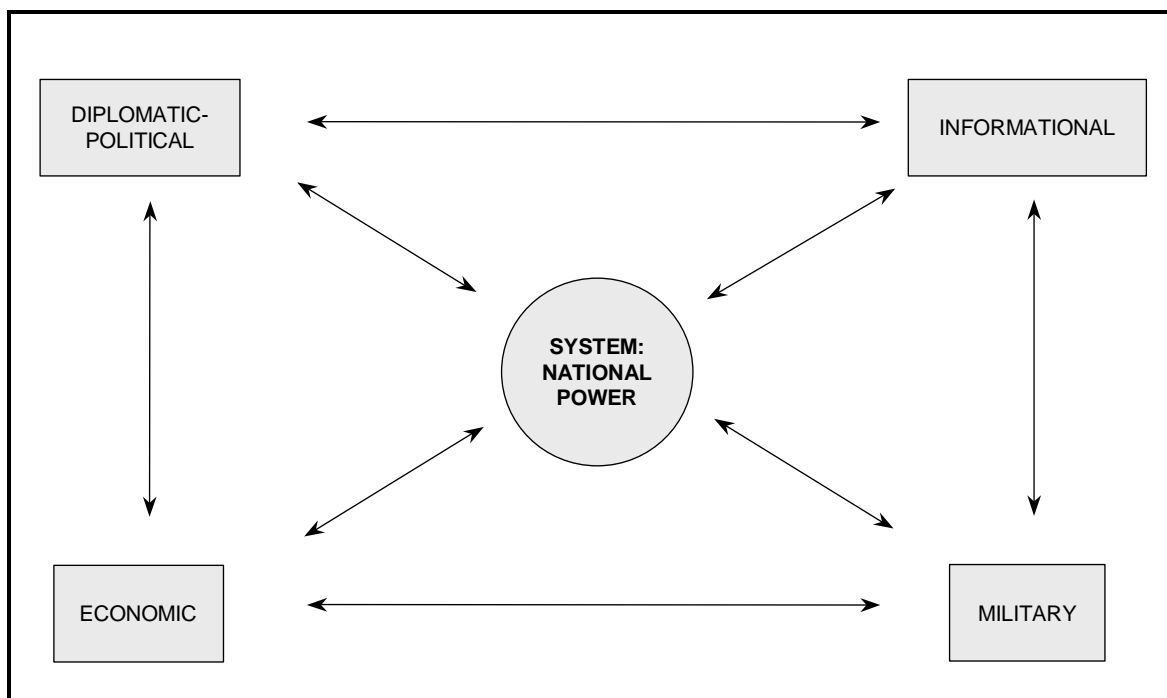 DIPLOMATIC-
POLITICAL
INFORMATIONAL
SYSTEM:
NATIONAL
POWER
ECONOMIC
MILITARY